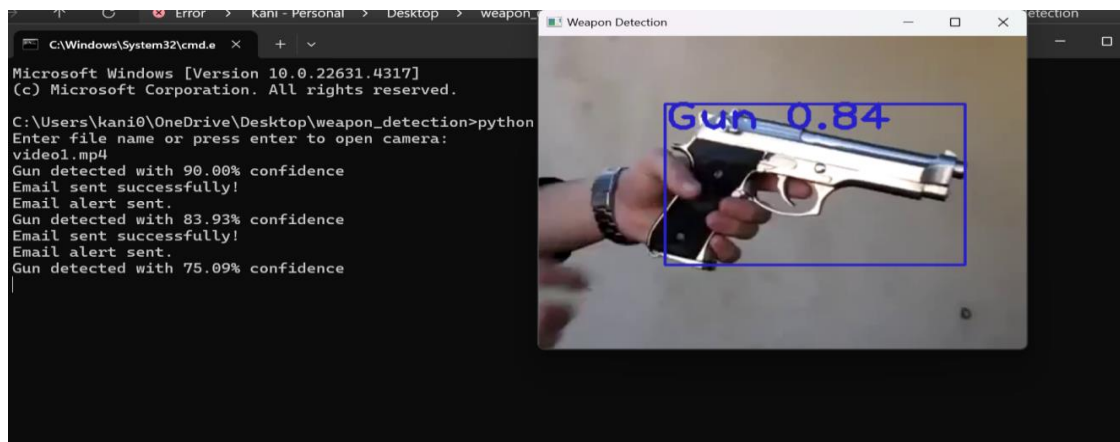 Error > Kani - Personal > Desktop > weapon_
Weapon Detection
etection
C:\Windows\System32\cmd.e
Microsoft Windows [Version 10.0.22631.4317]
(c) Microsoft Corporation. All rights reserved.
C:\Users\kani0\OneDrive\Desktop\weapon_detection>python
Enter file name or press enter to open camera:
video1.mp4
Gun detected with 90.00% confidence
Email sent successfully!
Email alert sent.
Gun detected with 83.93% confidence
Email sent successfully!
Email alert sent.
Gun detected with 75.09% confidence
Gun 0.84